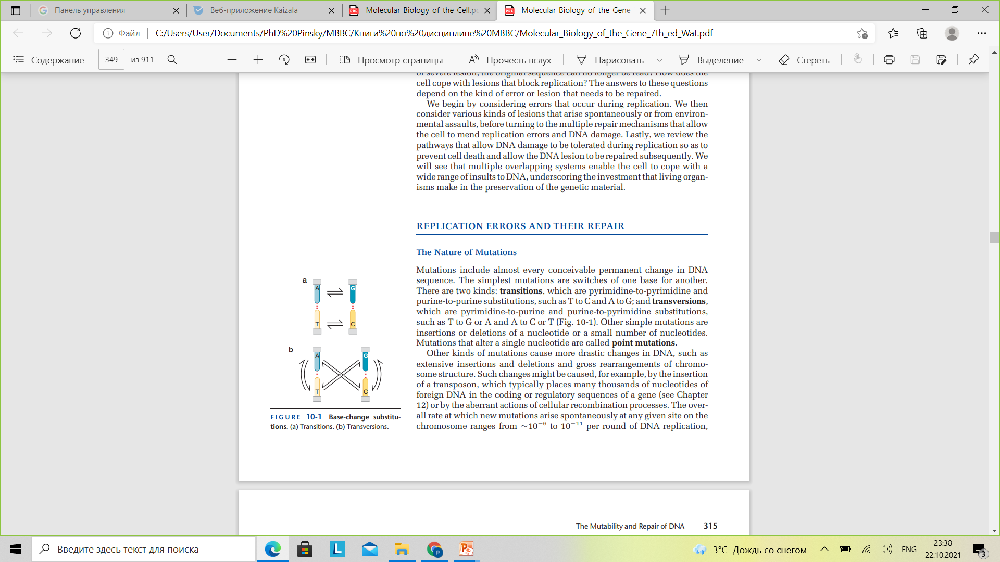 Панель управления
Веб-приложение Kaizala
Molecular_Biology_of_the_Cell.p
Molecular_Biology_of_the_Gene_
Файл
C:/Users/User/Documents/PhD%20Pinsky/MBBC/Книги%20по%20дисциплине%20MBBC/Molecular_Biology_of_the_Gene_7th_ed_Wat.pdf
Содержание
349
из 911
Просмотр страницы
Прочесть вслух
Нарисовать
Выделение
Стереть
of severe lesion, the original sequence can no longer be read? How does the
cell cope with lesions that block replication? The answers to these questions
depend on the kind of error or lesion that needs to be repaired.
We begin by considering errors that occur during replication. We then
consider various kinds of lesions that arise spontaneously or from environ-
mental assaults, before turning to the multiple repair mechanisms that allow
the cell to mend replication errors and DNA damage. Lastly, we review the
pathways that allow DNA damage to be tolerated during replication so as to
prevent cell death and allow the DNA lesion to be repaired subsequently. We
will see that multiple overlapping systems enable the cell to cope with a
wide range of insults to DNA, underscoring the investment that living organ-
isms make in the preservation of the genetic material.
REPLICATION ERRORS AND THEIR REPAIR
The Nature of Mutations
Mutations include almost every conceivable permanent change in DNA
sequence. The simplest mutations are switches of one base for another.
There are two kinds: transitions, which are pyrimidine-to-pyrimidine and
purine-to-purine substitutions, such as T to C and A to G; and transversions,
which are pyrimidine-to-purine and purine-to-pyrimidine substitutions,
such as T to G or A and A to C or T (Fig. 10-1). Other simple mutations are
insertions or deletions of a nucleotide or a small number of nucleotides.
Mutations that alter a single nucleotide are called point mutations.
Other kinds of mutations cause more drastic changes in DNA, such as
extensive insertions and deletions and gross rearrangements of chromo-
some structure. Such changes might be caused, for example, by the insertion
of a transposon, which typically places many thousands of nucleotides of
foreign DNA in the coding or regulatory sequences of a gene (see Chapter
12) or by the aberrant actions of cellular recombination processes. The over-
all rate at which new mutations arise spontaneously at any given site on the
chromosome ranges from ~10⁻⁶ to 10⁻¹¹ per round of DNA replication,
a
A
G
T
C
b
A
G
T
C
FIGURE 10-1 Base-change substitu-
tions. (a) Transitions. (b) Transversions.
The Mutability and Repair of DNA 315
Введите здесь текст для поиска
L
P
3°C Дождь со снегом
ENG
23:38
22.10.2021
3